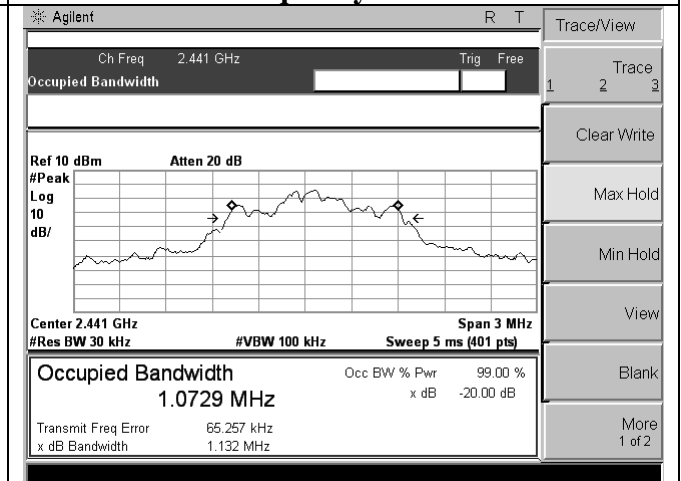 Agilent R T
Trace/View
Ch Freq 2.441 GHz Trig Free
Occupied Bandwidth
Trace
1 2 3
Clear Write
Ref 10 dBm Atten 20 dB
#Peak
Log
10
dB/
Max Hold
Min Hold
View
Center 2.441 GHz Span 3 MHz
#Res BW 30 kHz #VBW 100 kHz Sweep 5 ms (401 pts)
Occupied Bandwidth Occ BW % Pwr 99.00 %
1.0729 MHz x dB -20.00 dB
Blank
Transmit Freq Error 65.257 kHz
x dB Bandwidth 1.132 MHz
More
1 of 2